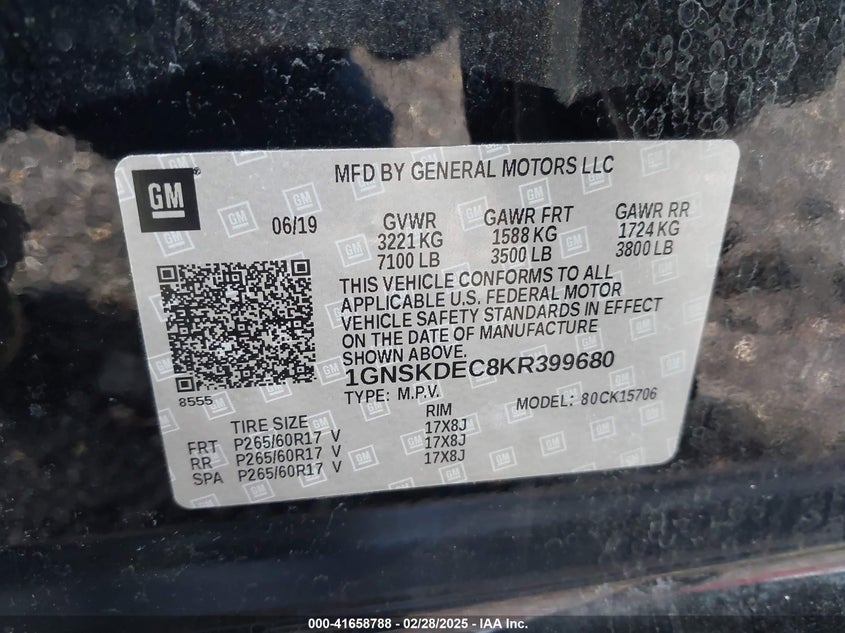 MFD BY GENERAL MOTORS LLC
GM
06/19
GVWR GAWR FRT GAWR RR
3221 KG 1588 KG 1724 KG
7100 LB 3500 LB 3800 LB
THIS VEHICLE CONFORMS TO ALL
APPLICABLE U.S. FEDERAL MOTOR
VEHICLE SAFETY STANDARDS IN EFFECT
ON THE DATE OF MANUFACTURE
SHOWN ABOVE.
1GNSKDEC8KR399680
8555
TYPE: M.P.V. MODEL: 80CK15706
TIRE SIZE RIM
FRT P265/60R17 V 17X8J
RR P265/60R17 V 17X8J
SPA P265/60R17 V 17X8J
000-41658788 - 02/28/2025 - IAA Inc.